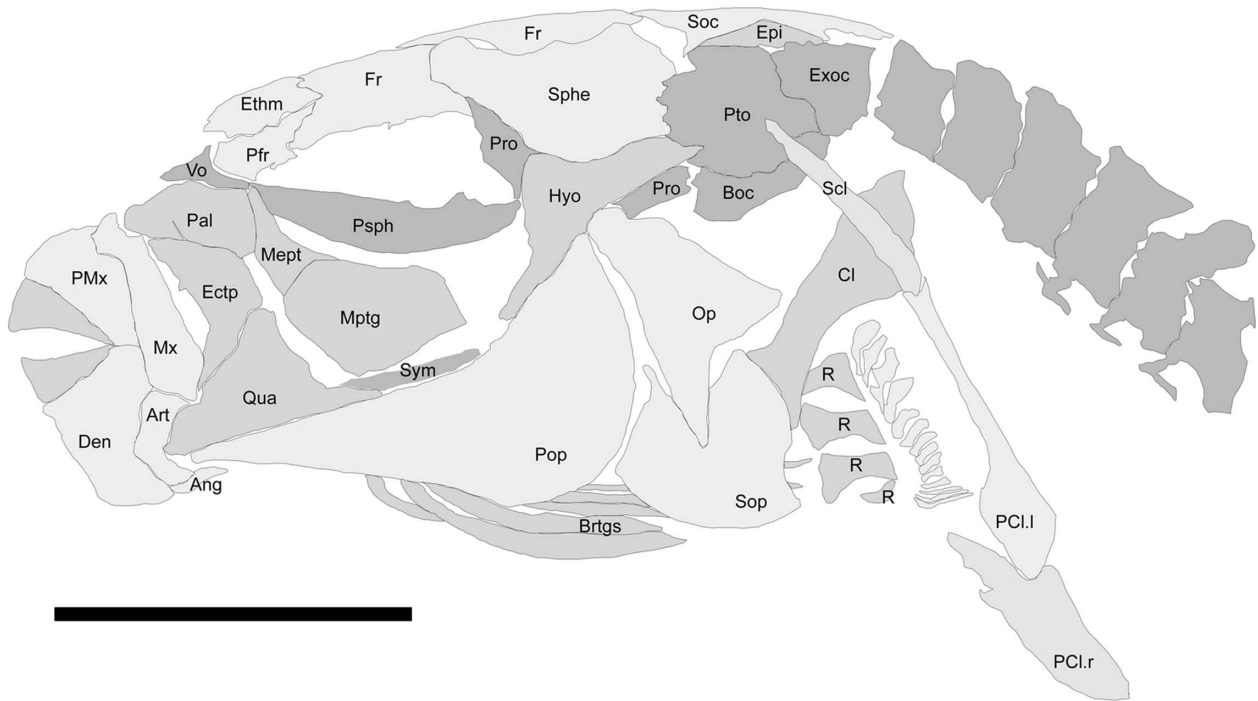 Fr
Soc
Epi
Fr
Sphe
Exoc
Ethm
Pto
Pro
Pfr
Vo
Hyo
Pro
Boc
Scl
Pal
Psph
Mept
PMx
Ectp
Cl
Mptg
Op
Mx
Sym
R
Qua
Art
R
Den
Pop
R
Ang
Sop
R
Brtgs
PCl.l
PCl.r